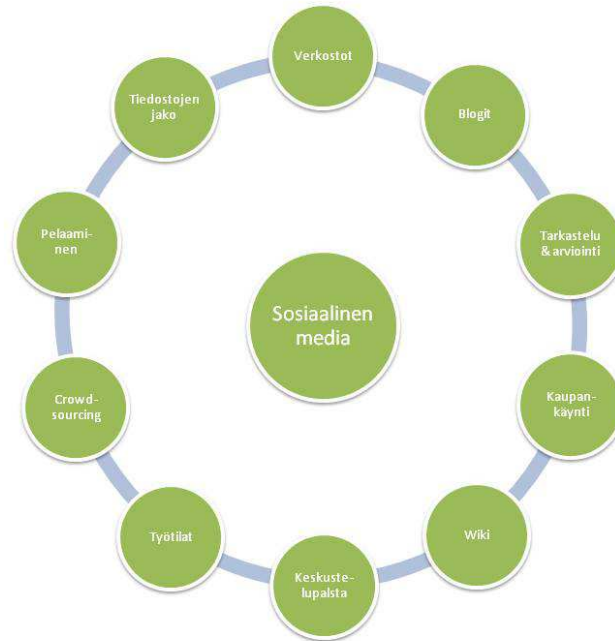 Verkostot
Blogit
Tarkastelu
& arviointi
Kaupan-
käynti
Wiki
Keskuste-
lupalsta
Työtilat
Crowd-
sourcing
Pelaami-
nen
Tiedostojen
jako
Sosiaalinen
media